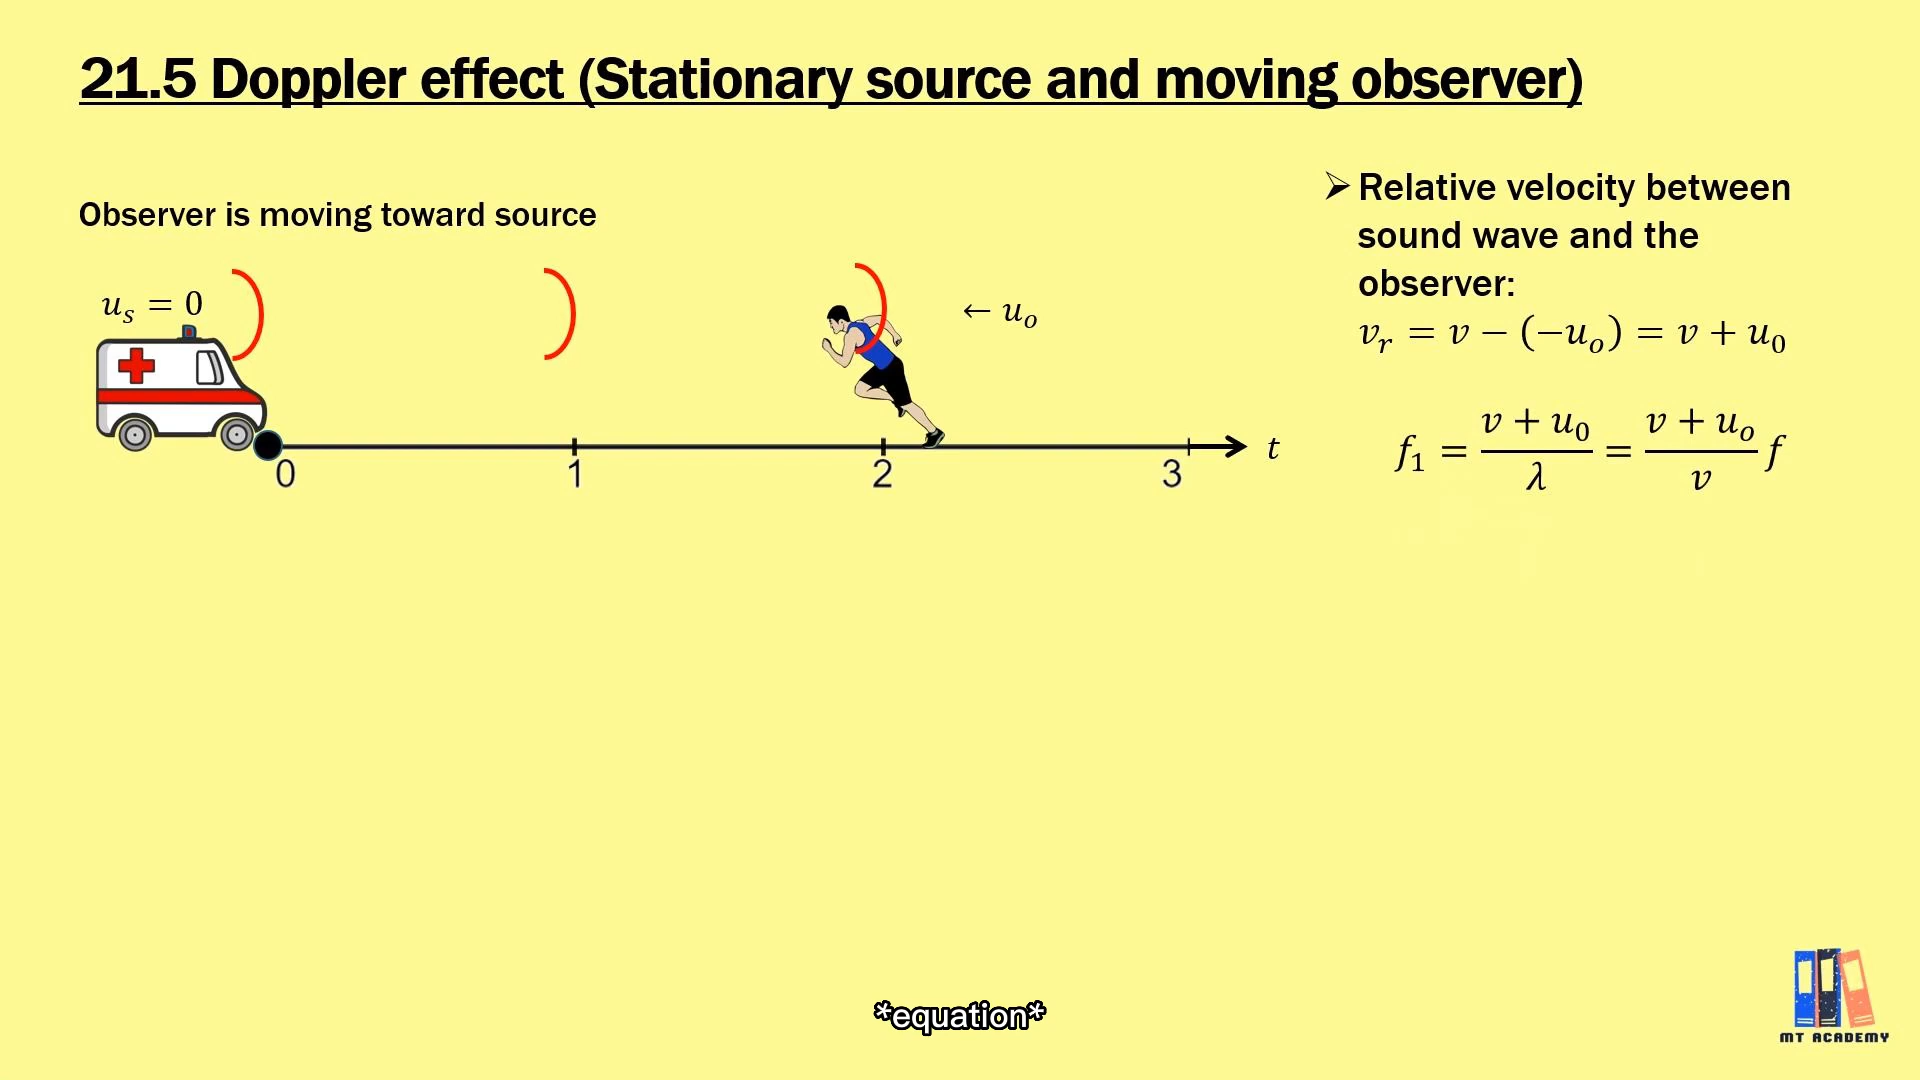 21.5 Doppler effect (Stationary source and moving observer)
Observer is moving toward source
u_s = 0
← u_o
0 1 2 3 t
➢ Relative velocity between
sound wave and the
observer:
v_r = v − (−u_o) = v + u_0
f_1 = \frac{v + u_0}{λ} = \frac{v + u_o}{v} f
*equation*
MT ACADEMY